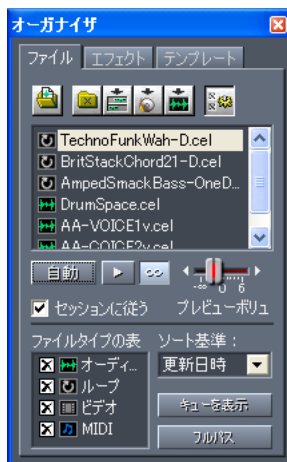 オーガナイザ
ファイル エフェクト テンプレート
TechnoFunkWah-D.cel
BritStackChord21-D.cel
AmpedSmackBass-OneD...
DrumSpace.cel
AA-VOICE1v.cel
AA-COICE2v.cel
自動
-∞ 0 6
セッションに従う プレビューボリュ
ファイルタイプの表 ソート基準：
オーディ... 更新日時
ループ
ビデオ キューを表示
MIDI フルパス